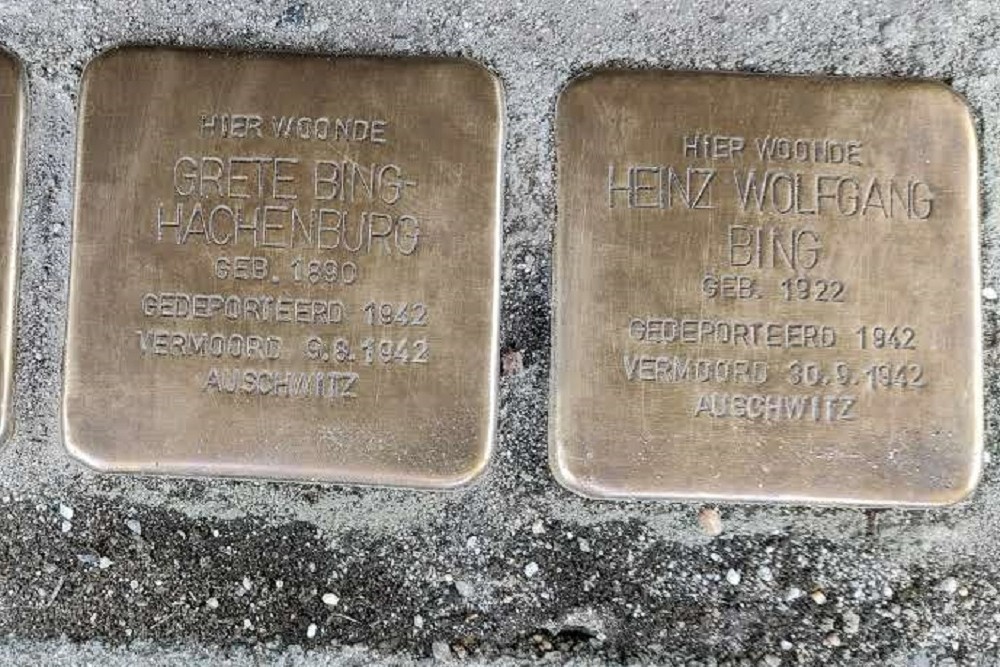 HIER WOONDE
GRETE BING-
HACHENBURG
GEB. 1890
GEDEPORTEERD 1942
VERMOORD 9.8.1942
AUSCHWITZ
HIER WOONDE
HEINZ WOLFGANG
BING
GEB. 1922
GEDEPORTEERD 1942
VERMOORD 30.9.1942
AUSCHWITZ